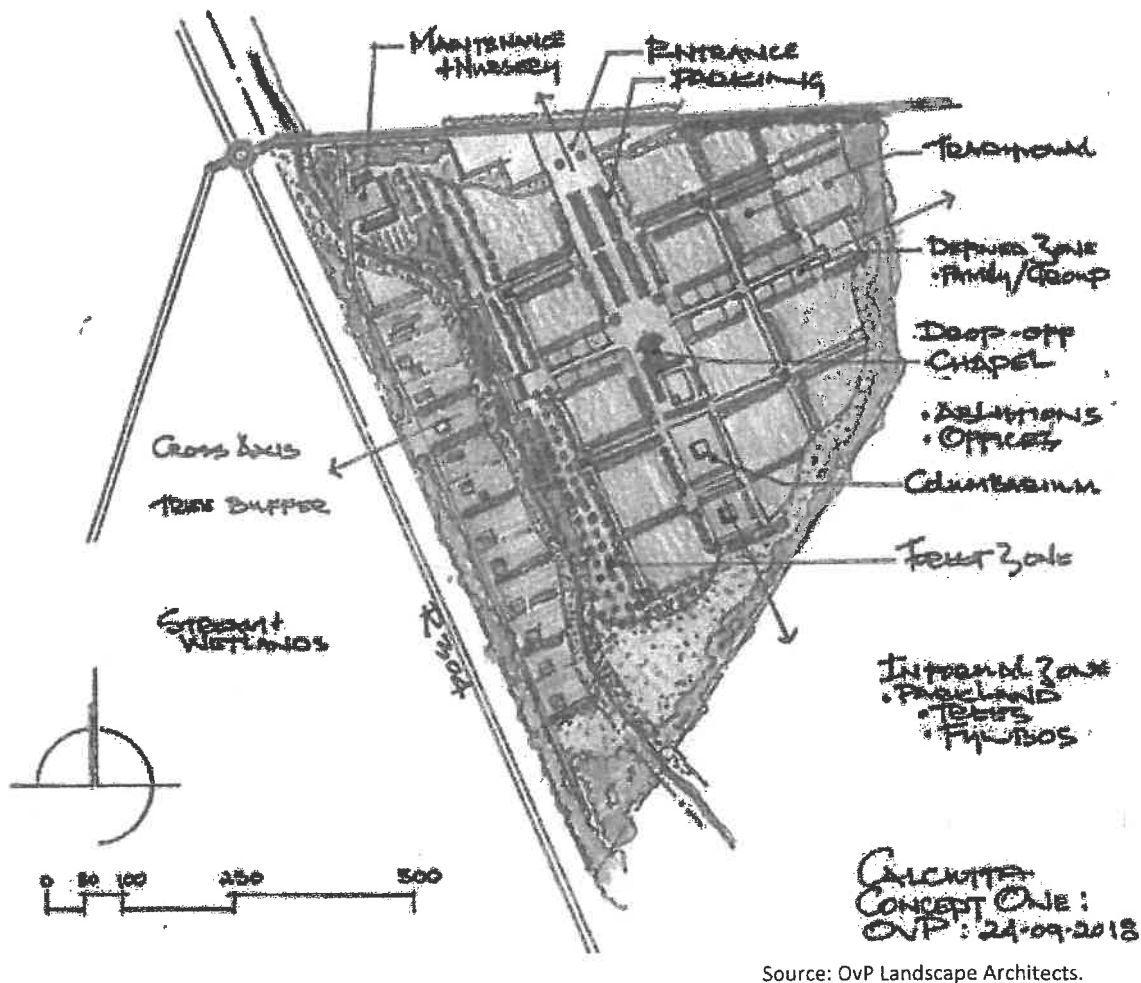 MAINTENANCE
+ NURSERY
ENTRANCE
PARKING
TRADITIONAL
DEFINED ZONE
• FAMILY/GROUP
DROP-OFF
CHAPEL
• ABLUTIONS
• OFFICES
COLUMBARIUM
FOREST ZONE
CROSS AXIS
TREE BUFFER
STREAM +
WETLANDS
R304
INFORMAL ZONE
• PARKLAND
• TREES
• FYNBOS
0 50 100 250 500
CALCUTTA
CONCEPT ONE :
OVP : 24-09-2018
Source: OvP Landscape Architects.